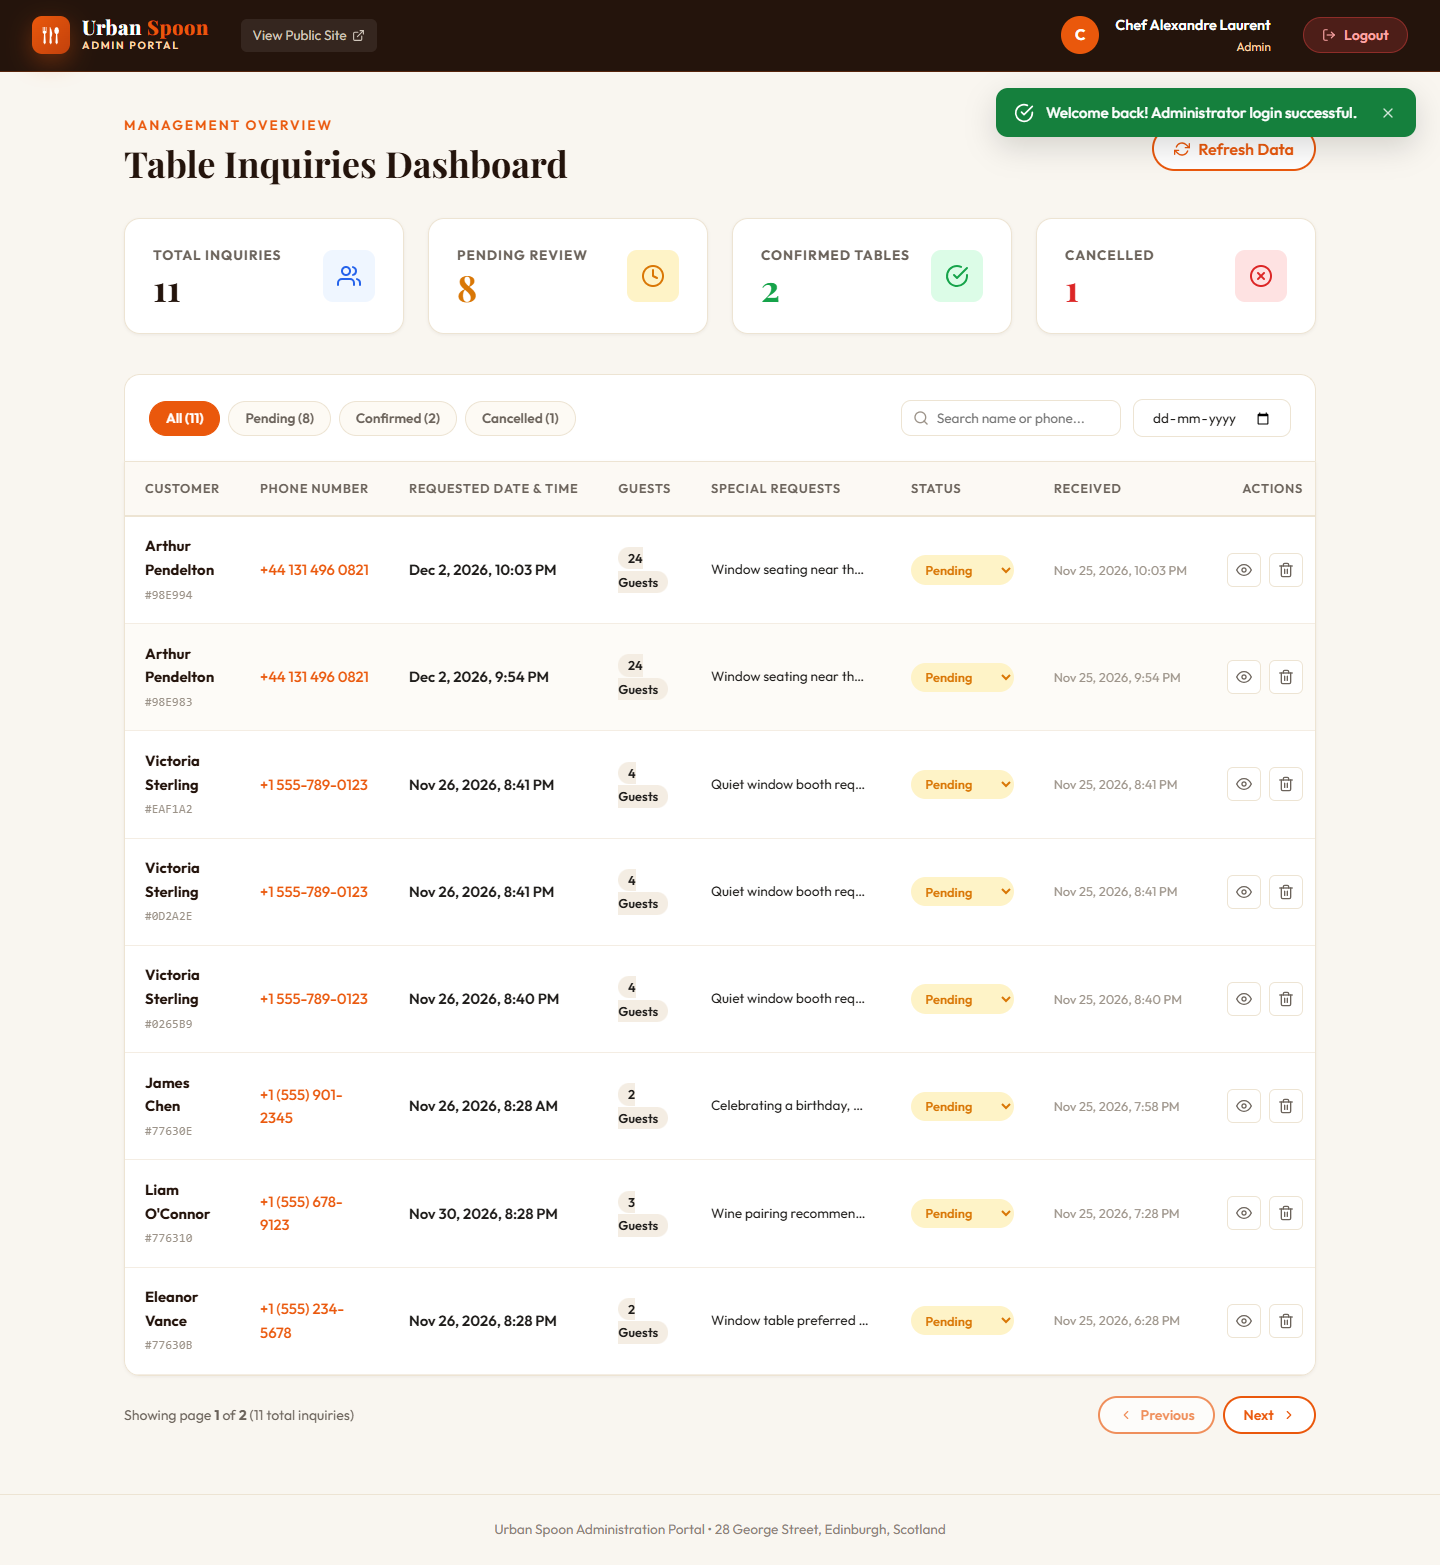 Urban Spoon
ADMIN PORTAL
View Public Site
C
Chef Alexandre Laurent
Admin
Logout
Welcome back! Administrator login successful.
MANAGEMENT OVERVIEW
Table Inquiries Dashboard
Refresh Data
TOTAL INQUIRIES
11
PENDING REVIEW
8
CONFIRMED TABLES
2
CANCELLED
1
All (11)
Pending (8)
Confirmed (2)
Cancelled (1)
Search name or phone...
dd-mm-yyyy
CUSTOMER PHONE NUMBER REQUESTED DATE & TIME GUESTS SPECIAL REQUESTS STATUS RECEIVED ACTIONS
Arthur
Pendelton
#98E994
+44 131 496 0821
Dec 2, 2026, 10:03 PM
24
Guests
Window seating near th...
Pending
Nov 25, 2026, 10:03 PM
Arthur
Pendelton
#98E983
+44 131 496 0821
Dec 2, 2026, 9:54 PM
24
Guests
Window seating near th...
Pending
Nov 25, 2026, 9:54 PM
Victoria
Sterling
#EAF1A2
+1 555-789-0123
Nov 26, 2026, 8:41 PM
4
Guests
Quiet window booth req...
Pending
Nov 25, 2026, 8:41 PM
Victoria
Sterling
#0D2A2E
+1 555-789-0123
Nov 26, 2026, 8:41 PM
4
Guests
Quiet window booth req...
Pending
Nov 25, 2026, 8:41 PM
Victoria
Sterling
#0265B9
+1 555-789-0123
Nov 26, 2026, 8:40 PM
4
Guests
Quiet window booth req...
Pending
Nov 25, 2026, 8:40 PM
James
Chen
#77630E
+1 (555) 901-
2345
Nov 26, 2026, 8:28 AM
2
Guests
Celebrating a birthday, ...
Pending
Nov 25, 2026, 7:58 PM
Liam
O'Connor
#776310
+1 (555) 678-
9123
Nov 30, 2026, 8:28 PM
3
Guests
Wine pairing recommen...
Pending
Nov 25, 2026, 7:28 PM
Eleanor
Vance
#77630B
+1 (555) 234-
5678
Nov 26, 2026, 8:28 PM
2
Guests
Window table preferred ...
Pending
Nov 25, 2026, 6:28 PM
Showing page 1 of 2 (11 total inquiries)
Previous
Next
Urban Spoon Administration Portal • 28 George Street, Edinburgh, Scotland